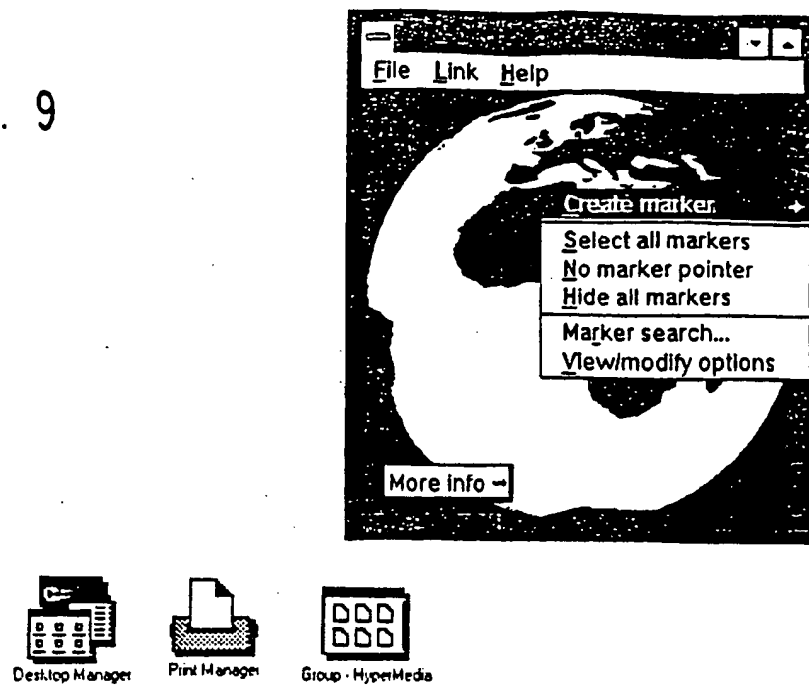 . 9
File Link Help
Create marker
Select all markers
No marker pointer
Hide all markers
Marker search...
View/modify options
More info
Desktop Manager
Print Manager
Group - HyperMedia